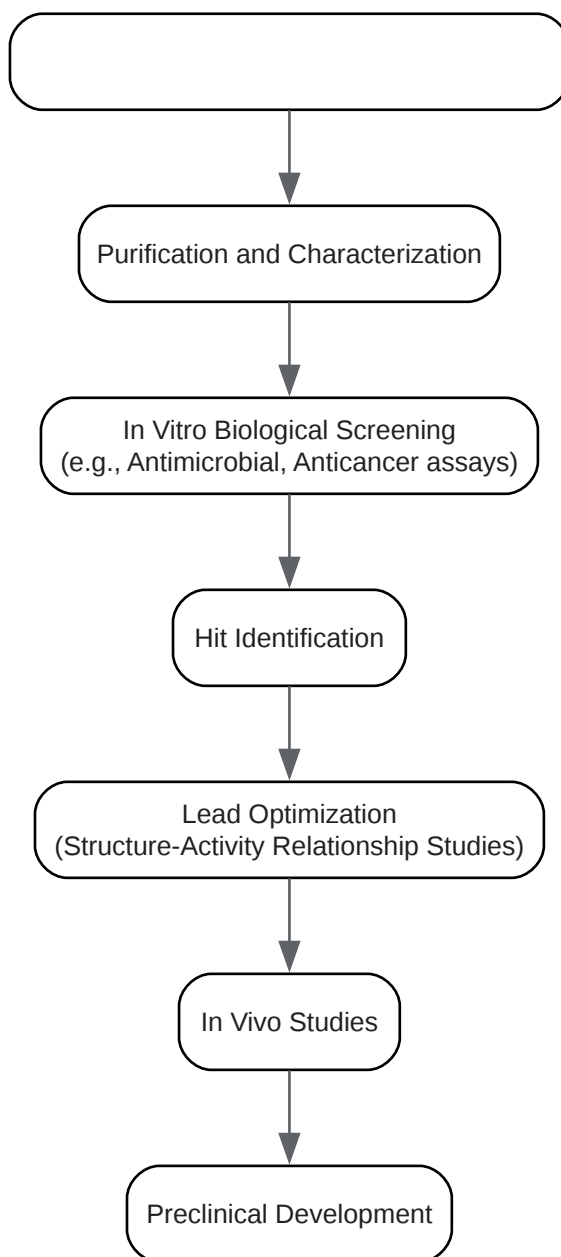 Purification and Characterization
In Vitro Biological Screening
(e.g., Antimicrobial, Anticancer assays)
Hit Identification
Lead Optimization
(Structure-Activity Relationship Studies)
In Vivo Studies
Preclinical Development